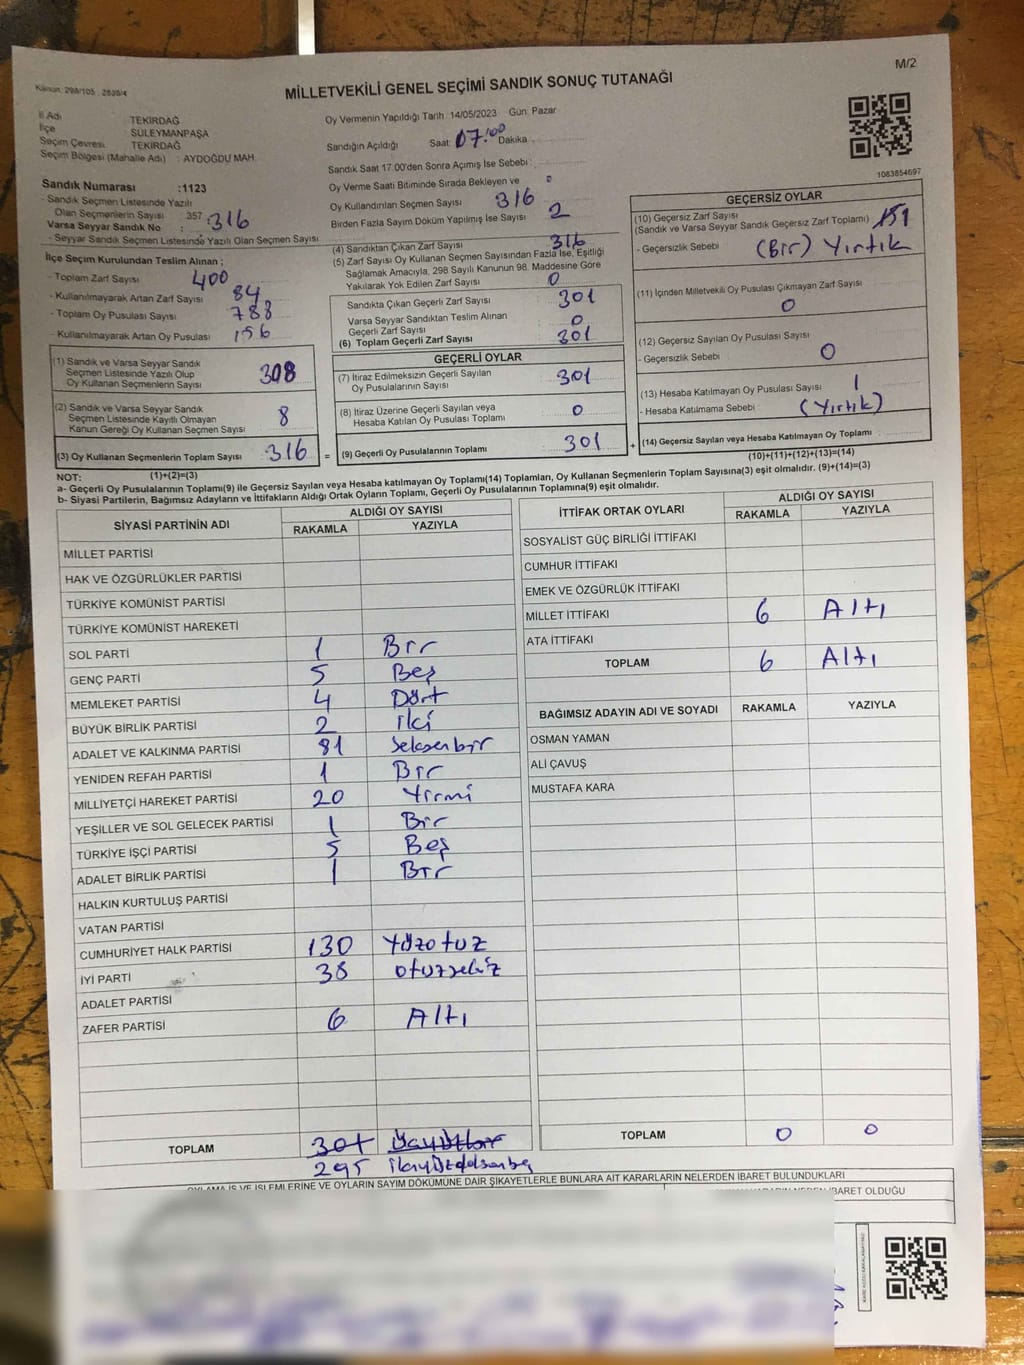 M/2
Kanun: 298/105 , 2839/4
MİLLETVEKİLİ GENEL SEÇİMİ SANDIK SONUÇ TUTANAĞI
İl Adı TEKİRDAĞ
İlçe SÜLEYMANPAŞA
Seçim Çevresi TEKİRDAĞ
Seçim Bölgesi (Mahalle Adı) : AYDOĞDU MAH.
Oy Vermenin Yapıldığı Tarih :14/05/2023 Gün: Pazar
Sandığın Açıldığı Saat: 07.00 Dakika
Sandık Saat 17.00'den Sonra Açımış İse Sebebi :
Oy Verme Saati Bitiminde Sırada Bekleyen ve
Oy Kullandırılan Seçmen Sayısı 316
Birden Fazla Sayım Döküm Yapılmış İse Sayısı 2
1083854697
Sandık Numarası :1123
- Sandık Seçmen Listesinde Yazılı
Olan Seçmenlerin Sayısı : 357 316
Varsa Seyyar Sandık No :
- Seyyar Sandık Seçmen Listesinde Yazılı Olan Seçmen Sayısı
İlçe Seçim Kurulundan Teslim Alınan ;
- Toplam Zarf Sayısı 400
- Kullanılmayarak Artan Zarf Sayısı 84
- Toplam Oy Pusulası Sayısı 788
- Kullanılmayarak Artan Oy Pusulası 156
(1) Sandık ve Varsa Seyyar Sandık
Seçmen Listesinde Yazılı Olup
Oy Kullanan Seçmenlerin Sayısı 308
(2) Sandık ve Varsa Seyyar Sandık
Seçmen Listesinde Kayıtlı Olmayan
Kanun Gereği Oy Kullanan Seçmen Sayısı 8
(3) Oy Kullanan Seçmenlerin Toplam Sayısı 316 =
(1)+(2)=(3)
(4) Sandıktan Çıkan Zarf Sayısı 316
(5) Zarf Sayısı Oy Kullanan Seçmen Sayısından Fazla İse, Eşitliği
Sağlamak Amacıyla, 298 Sayılı Kanunun 98. Maddesine Göre
Yakılarak Yok Edilen Zarf Sayısı 0
Sandıkta Çıkan Geçerli Zarf Sayısı : 301
Varsa Seyyar Sandıktan Teslim Alınan
Geçerli Zarf Sayısı : 0
(6) Toplam Geçerli Zarf Sayısı : 301
GEÇERLİ OYLAR
(7) İtiraz Edilmeksizin Geçerli Sayılan
Oy Pusulalarının Sayısı : 301
(8) İtiraz Üzerine Geçerli Sayılan veya
Hesaba Katılan Oy Pusulası Toplamı : 0
(9) Geçerli Oy Pusulalarının Toplamı : 301 +
GEÇERSİZ OYLAR
(10) Geçersiz Zarf Sayısı
(Sandık ve Varsa Seyyar Sandık Geçersiz Zarf Toplamı)
- Geçersizlik Sebebi (Bir) Yırtık
(11) İçinden Milletvekili Oy Pusulası Çıkmayan Zarf Sayısı
0
(12) Geçersiz Sayılan Oy Pusulası Sayısı
- Geçersizlik Sebebi : 0
(13) Hesaba Katılmayan Oy Pusulası Sayısı : 1
- Hesaba Katılmama Sebebi : (Yırtık)
(14) Geçersiz Sayılan veya Hesaba Katılmayan Oy Toplamı
(10)+(11)+(12)+(13)=(14)
NOT:
a- Geçerli Oy Pusulalarının Toplamı(9) ile Geçersiz Sayılan veya Hesaba katılmayan Oy Toplamı(14) Toplamları, Oy Kullanan Seçmenlerin Toplam Sayısına(3) eşit olmalıdır. (9)+(14)=(3)
b- Siyasi Partilerin, Bağımsız Adayların ve İttifakların Aldığı Ortak Oyların Toplamı, Geçerli Oy Pusulalarının Toplamına(9) eşit olmalıdır.
SİYASİ PARTİNİN ADI ALDIĞI OY SAYISI
RAKAMLA YAZIYLA
MİLLET PARTİSİ
HAK VE ÖZGÜRLÜKLER PARTİSİ
TÜRKİYE KOMÜNİST PARTİSİ
TÜRKİYE KOMÜNİST HAREKETİ
SOL PARTİ 1 Bir
GENÇ PARTİ 5 Beş
MEMLEKET PARTİSİ 4 Dört
BÜYÜK BİRLİK PARTİSİ 2 iki
ADALET VE KALKINMA PARTİSİ 81 Seksenbir
YENİDEN REFAH PARTİSİ 1 Bir
MİLLİYETÇİ HAREKET PARTİSİ 20 Yirmi
YEŞİLLER VE SOL GELECEK PARTİSİ 1 Bir
TÜRKİYE İŞÇİ PARTİSİ 5 Beş
ADALET BİRLİK PARTİSİ 1 Bir
HALKIN KURTULUŞ PARTİSİ
VATAN PARTİSİ
CUMHURİYET HALK PARTİSİ 130 Yüzotuz
İYİ PARTİ 38 otuzsekiz
ADALET PARTİSİ
ZAFER PARTİSİ 6 Altı
TOPLAM 301 üçyüzbir
295
İTTİFAK ORTAK OYLARI ALDIĞI OY SAYISI
RAKAMLA YAZIYLA
SOSYALİST GÜÇ BİRLİĞİ İTTİFAKI
CUMHUR İTTİFAKI
EMEK VE ÖZGÜRLÜK İTTİFAKI
MİLLET İTTİFAKI 6 Altı
ATA İTTİFAKI
TOPLAM 6 Altı
BAĞIMSIZ ADAYIN ADI VE SOYADI RAKAMLA YAZIYLA
OSMAN YAMAN
ALİ ÇAVUŞ
MUSTAFA KARA
TOPLAM 0 0
OYLAMA İŞ VE İŞLEMLERİNE VE OYLARIN SAYIM DÖKÜMÜNE DAİR ŞİKAYETLERLE BUNLARA AİT KARARLARIN NELERDEN İBARET BULUNDUKLARI
İBARET OLDUĞU